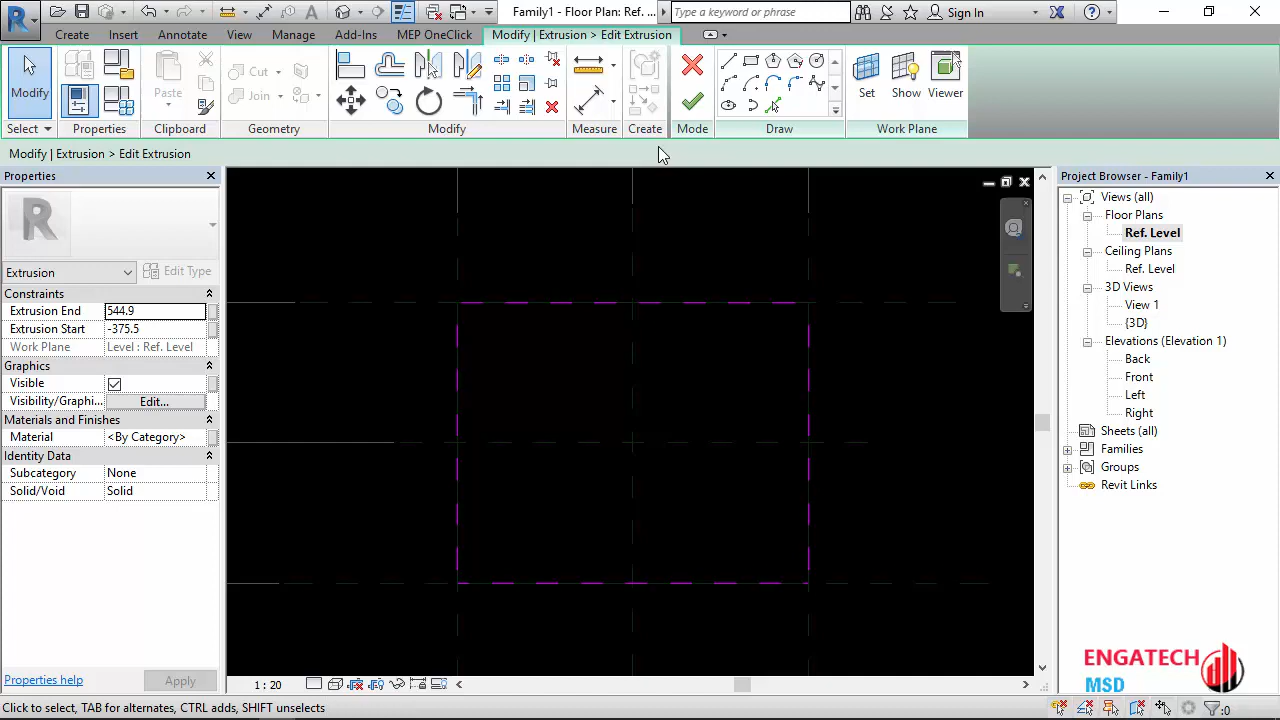 Family1 - Floor Plan: Ref. ...
Type a keyword or phrase
Sign In
Create
Insert
Annotate
View
Manage
Add-Ins
MEP OneClick
Modify | Extrusion > Edit Extrusion
Modify
Paste
Cut
Join
Set
Show
Viewer
Select
Properties
Clipboard
Geometry
Modify
Measure
Create
Mode
Draw
Work Plane
Modify | Extrusion > Edit Extrusion
Properties
R
Extrusion
Edit Type
Constraints
Extrusion End 544.9
Extrusion Start -375.5
Work Plane Level : Ref. Level
Graphics
Visible
Visibility/Graphi... Edit...
Materials and Finishes
Material <By Category>
Identity Data
Subcategory None
Solid/Void Solid
Properties help
Apply
1 : 20
Project Browser - Family1
Views (all)
Floor Plans
Ref. Level
Ceiling Plans
Ref. Level
3D Views
View 1
{3D}
Elevations (Elevation 1)
Back
Front
Left
Right
Sheets (all)
Families
Groups
Revit Links
ENGATECH
MSD
Click to select, TAB for alternates, CTRL adds, SHIFT unselects
:0